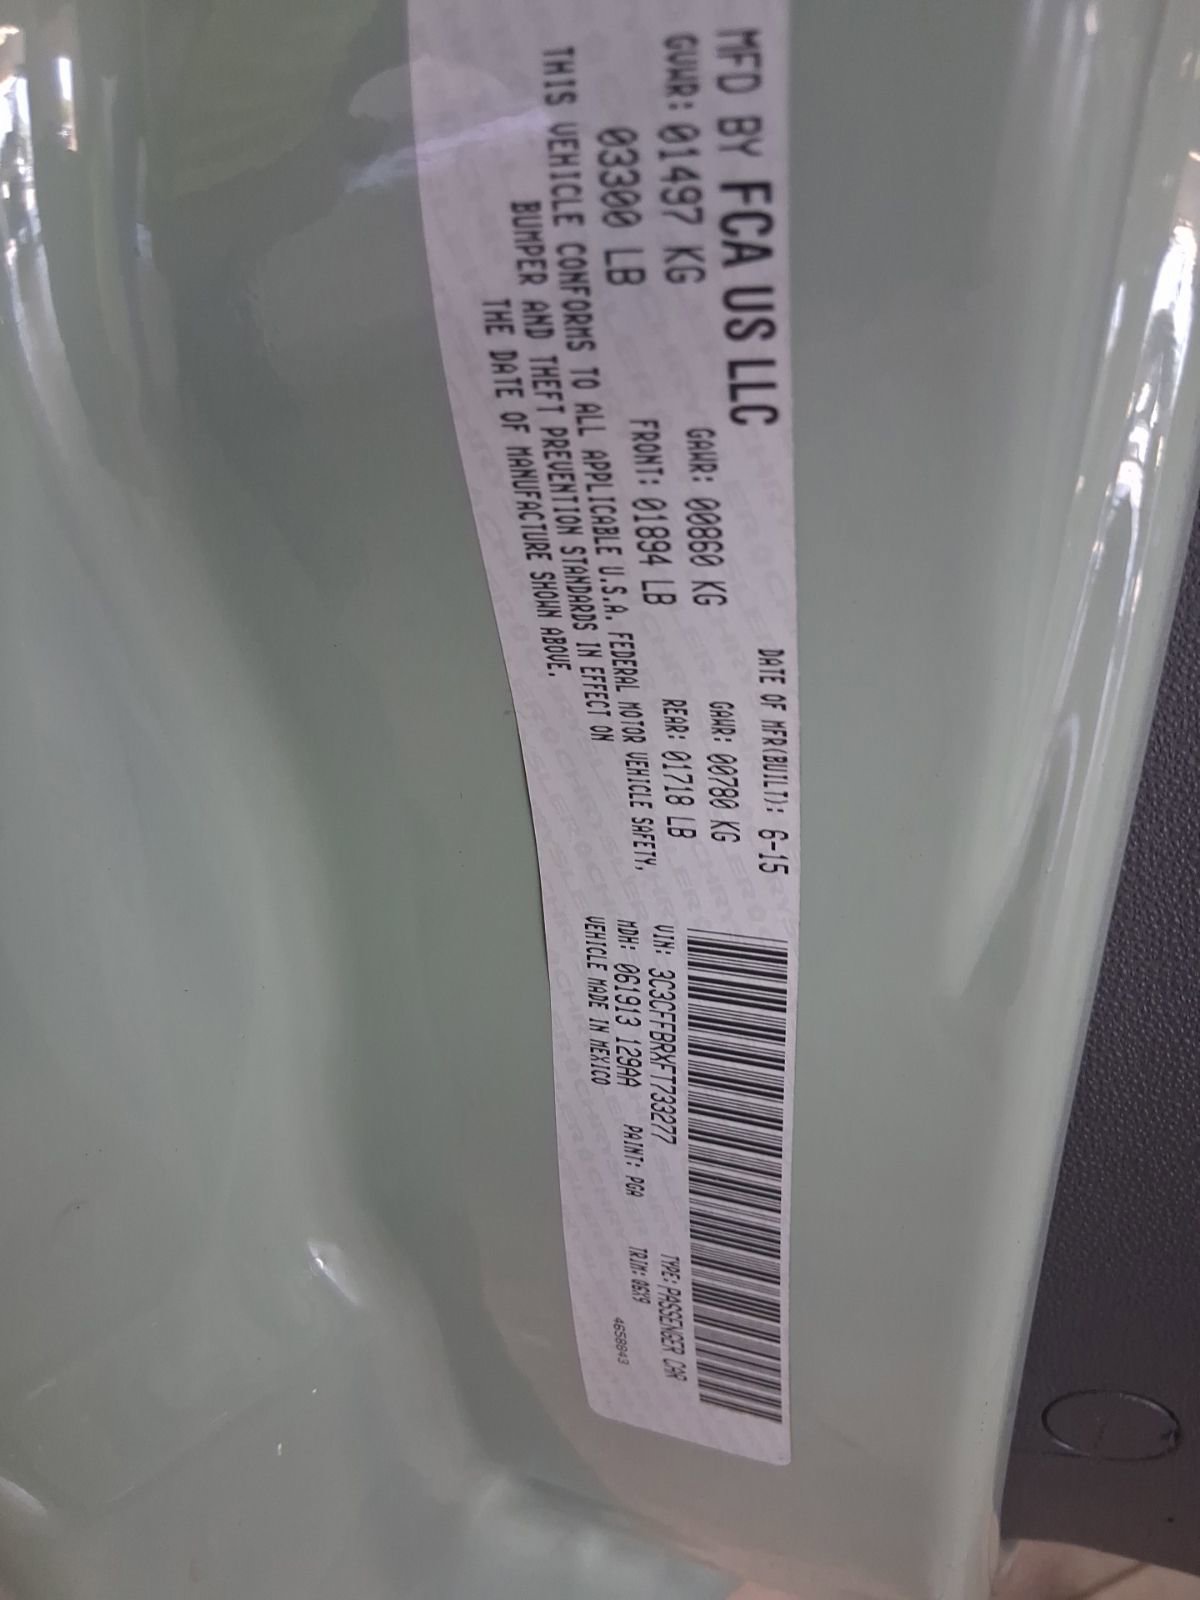 MFD BY FCA US LLC
DATE OF MFR(BUILT): 6-15
GVWR: 01497 KG
GAWR: 00860 KG
GAWR: 00780 KG
03300 LB
FRONT: 01894 LB
REAR: 01718 LB
THIS VEHICLE CONFORMS TO ALL APPLICABLE U.S.A. FEDERAL MOTOR VEHICLE SAFETY,
BUMPER AND THEFT PREVENTION STANDARDS IN EFFECT ON
THE DATE OF MANUFACTURE SHOWN ABOVE.
VIN: 3C3CFFBRXFT733277
TYPE: PASSENGER CAR
MDH: 061913 129AA
PAINT: PGA
TRIM: 06X9
VEHICLE MADE IN MEXICO
4658843